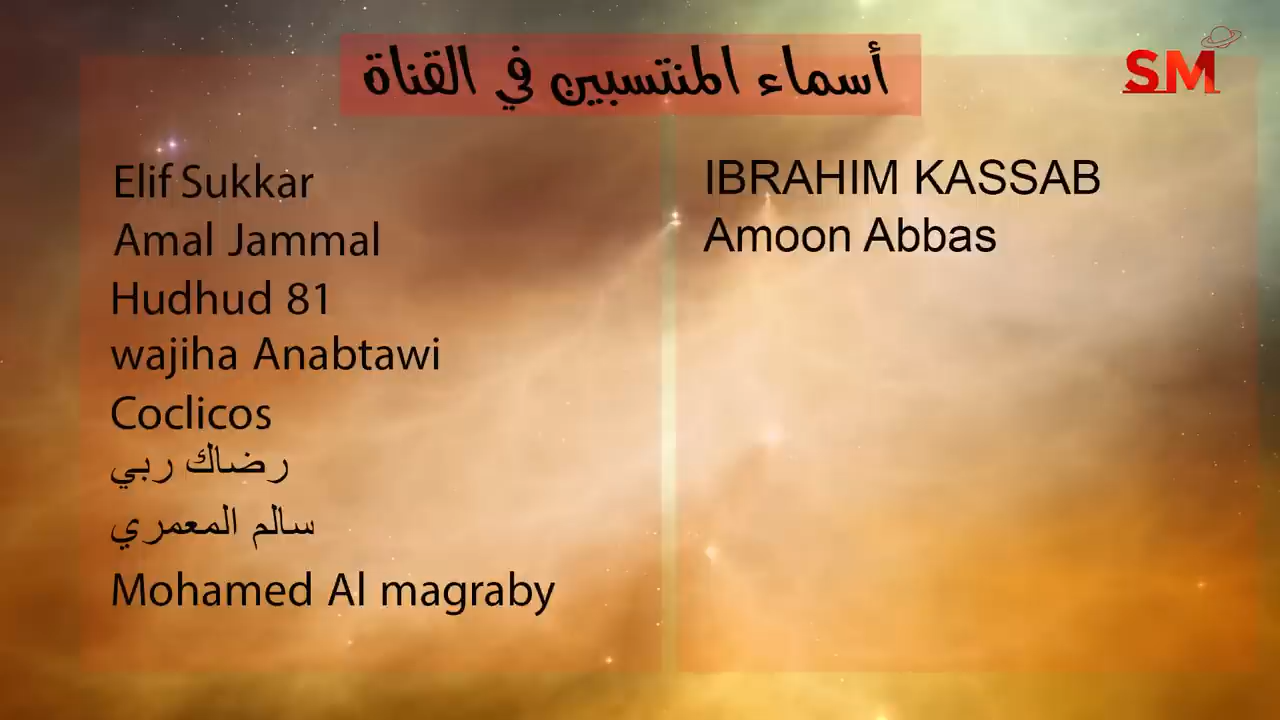 أسماء المنتسبين في القناة
SM
Elif Sukkar
Amal Jammal
Hudhud 81
wajiha Anabtawi
Coclicos
رضاك ربي
سالم المعمري
Mohamed Al magraby
IBRAHIM KASSAB
Amoon Abbas